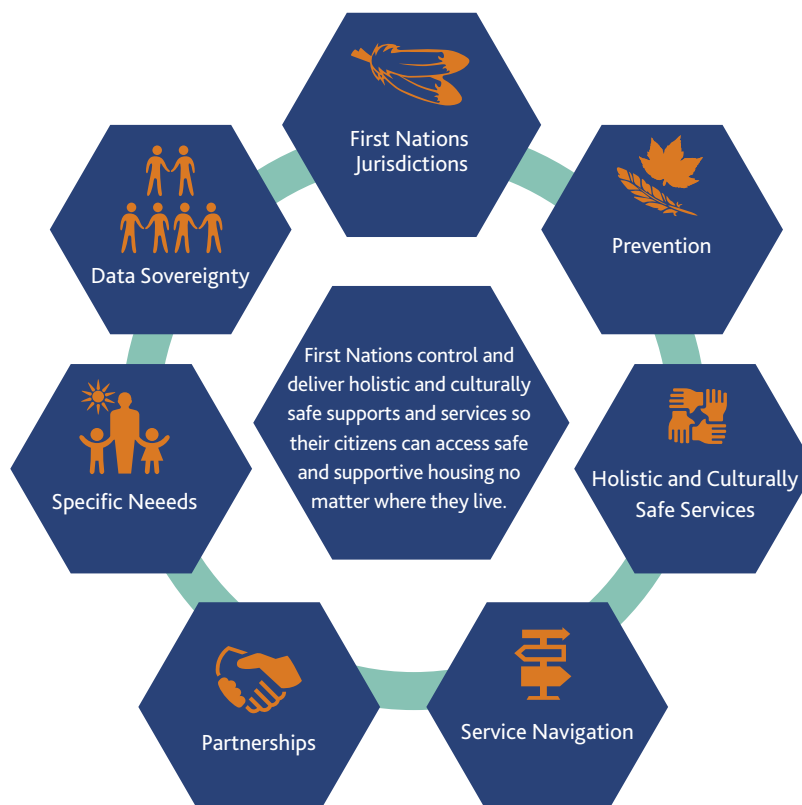 First Nations
Jurisdictions
Prevention
Holistic and Culturally
Safe Services
Service Navigation
Partnerships
Specific Neeeds
Data Sovereignty
First Nations control and
deliver holistic and culturally
safe supports and services so
their citizens can access safe
and supportive housing no
matter where they live.